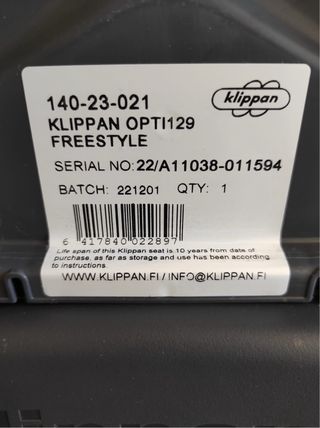 klippan
140-23-021
KLIPPAN OPTI129
FREESTYLE
SERIAL NO:22/A11038-011594
BATCH: 221201 QTY: 1
6 417840 022897
Life span of this Klippan seat is 10 years from date of
purchase, as far as storage and use has been according
to instructions.
WWW.KLIPPAN.FI / INFO@KLIPPAN.FI